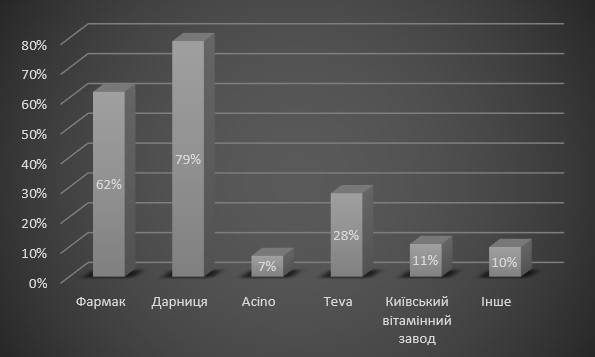 80%
70%
60%
50%
40%
30%
20%
10%
0%
62%
79%
7%
28%
11%
10%
Фармак
Дарниця
Acino
Teva
Київський
вітамінний
завод
Інше